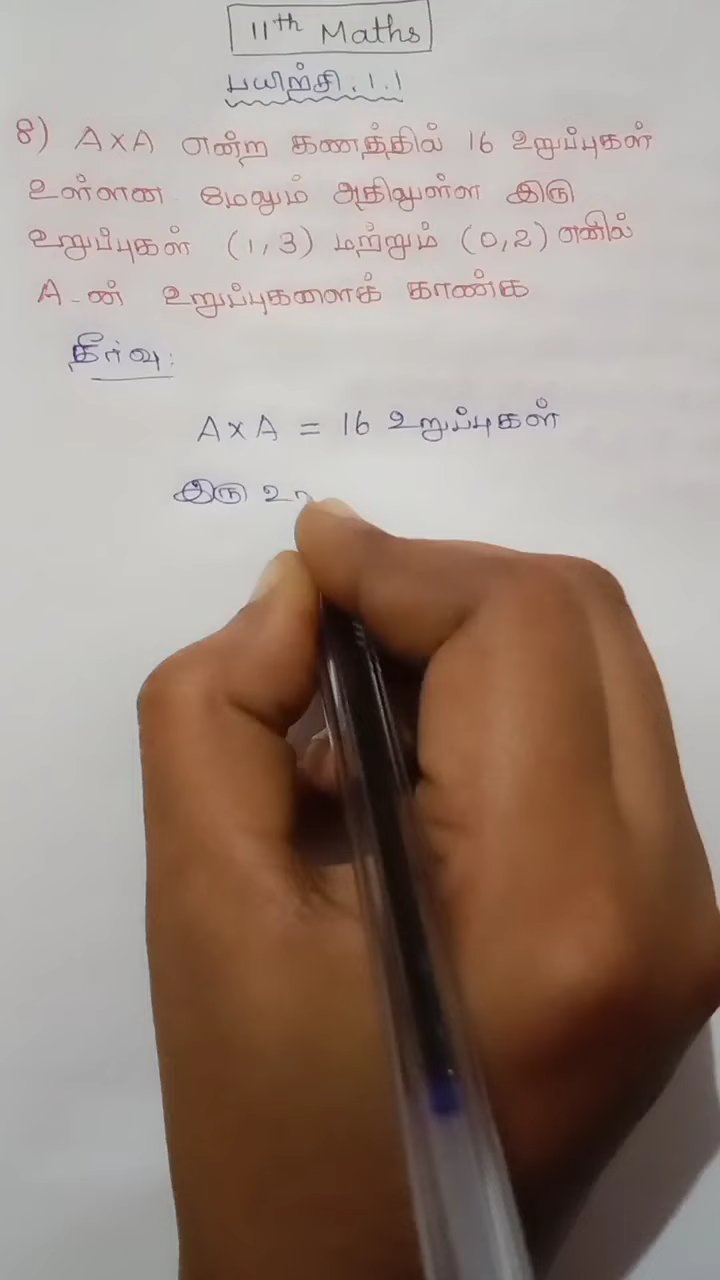 11th Maths
பயிற்சி.1.1
8) A×A என்ற கணத்தில் 16 உறுப்புகள்
உள்ளன மேலும் அதிலுள்ள இரு
உறுப்புகள் (1,3) மற்றும் (0,2) எனில்
A-ன் உறுப்புகளைக் காண்க
தீர்வு:
A×A = 16 உறுப்புகள்
இரு உ